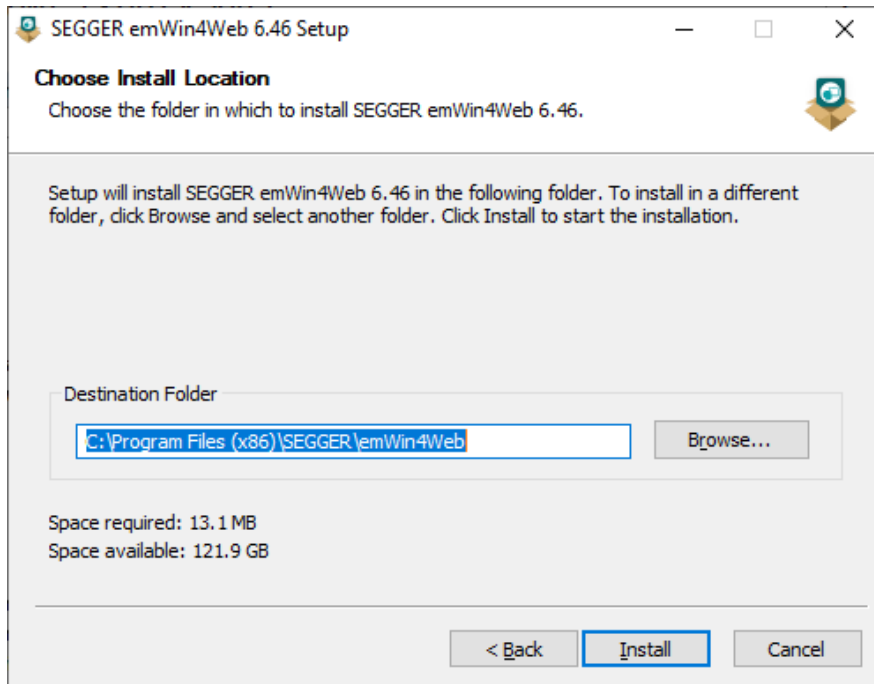 SEGGER emWin4Web 6.46 Setup
Choose Install Location
Choose the folder in which to install SEGGER emWin4Web 6.46.
Setup will install SEGGER emWin4Web 6.46 in the following folder. To install in a different
folder, click Browse and select another folder. Click Install to start the installation.
Destination Folder
C:\Program Files (x86)\SEGGER\emWin4Web
Browse...
Space required: 13.1 MB
Space available: 121.9 GB
< Back
Install
Cancel